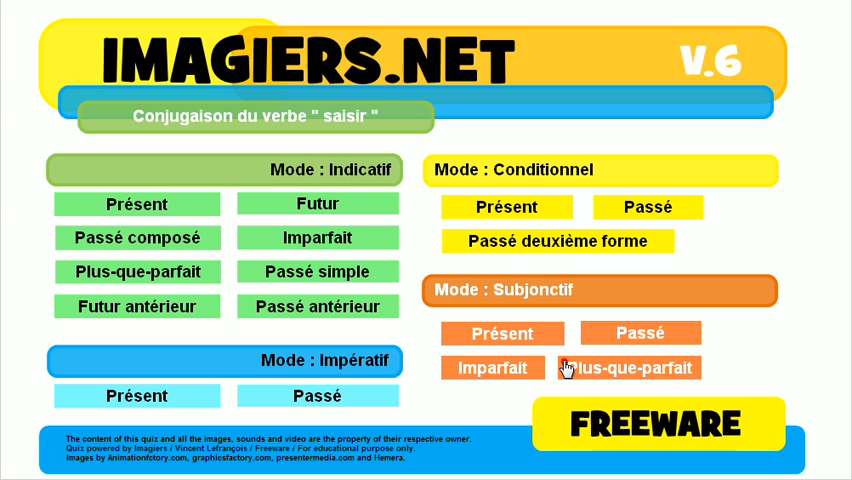 IMAGIERS.NET
V.6
Conjugaison du verbe " saisir "
Mode : Indicatif
Présent
Futur
Passé composé
Imparfait
Plus-que-parfait
Passé simple
Futur antérieur
Passé antérieur
Mode : Impératif
Présent
Passé
Mode : Conditionnel
Présent
Passé
Passé deuxième forme
Mode : Subjonctif
Présent
Passé
Imparfait
Plus-que-parfait
FREEWARE
The content of this quiz and all the images, sounds and video are the property of their respective owner.
Quiz powered by Imagiers / Vincent Lefrançois / Freeware / For educational purpose only.
Images by Animationfctory.com, graphicsfactory.com, presentermedia.com and Hemera.